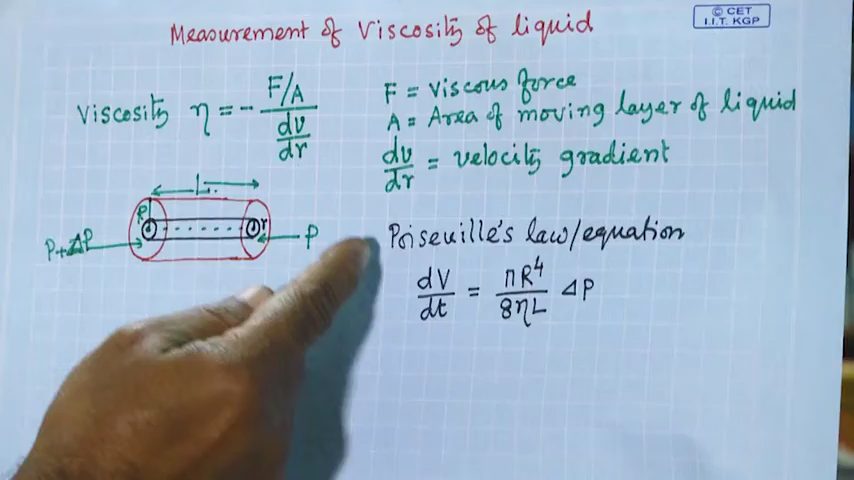 Measurement of Viscosity of liquid
© CET
I.I.T. KGP
Viscosity η = - F/A / dv/dr
F = Viscous force
A = Area of moving layer of liquid
dv/dr = velocity gradient
L
R
r
P+ΔP
P
Poiseuille's law/equation
dV/dt = πR⁴/8ηL ΔP